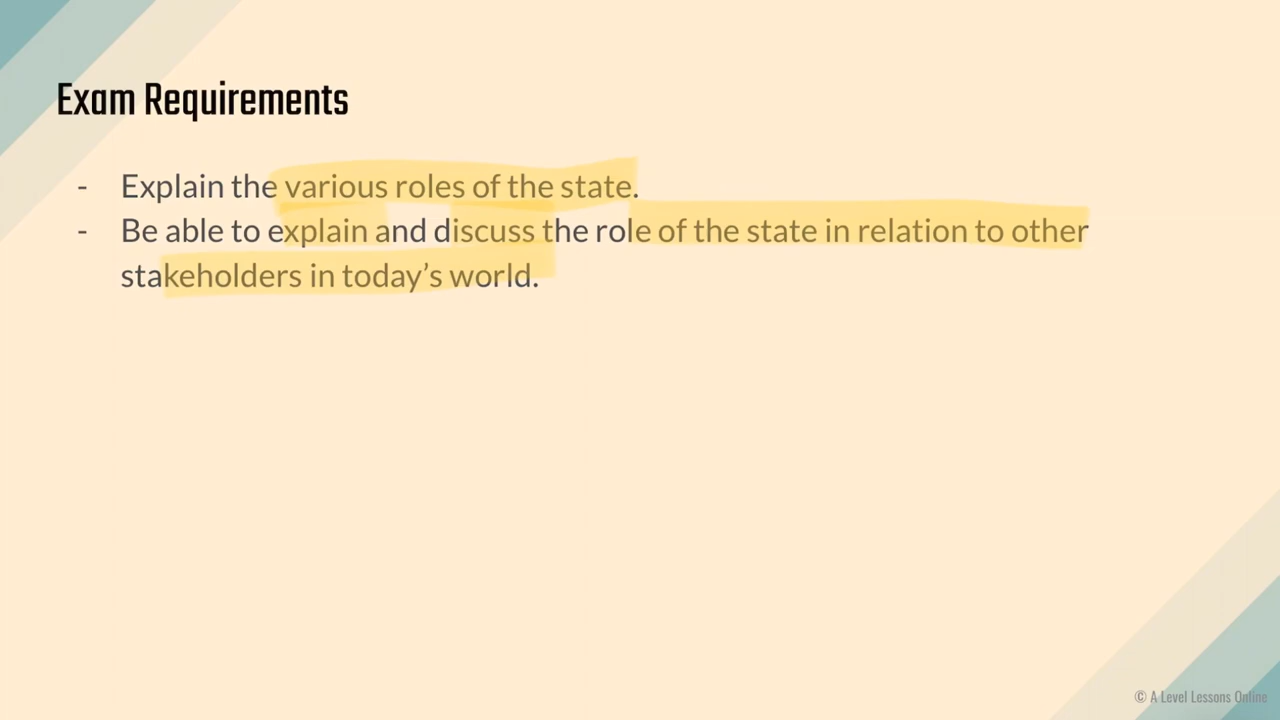 Exam Requirements
- Explain the various roles of the state.
- Be able to explain and discuss the role of the state in relation to other
stakeholders in today’s world.
© A Level Lessons Online